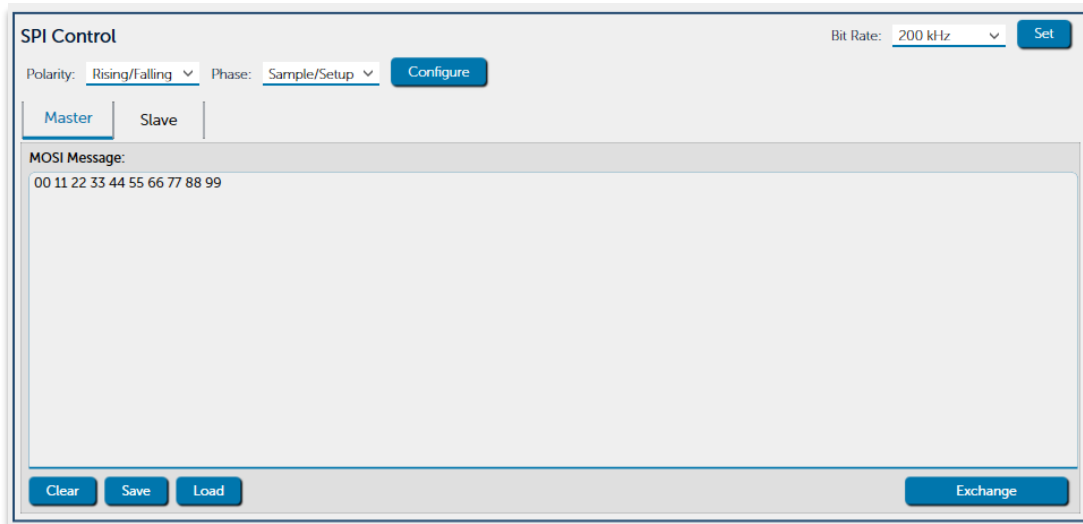 SPI Control Bit Rate: 200 kHz Set
Polarity: Rising/Falling Phase: Sample/Setup Configure
Master Slave
MOSI Message:
00 11 22 33 44 55 66 77 88 99
Clear Save Load Exchange